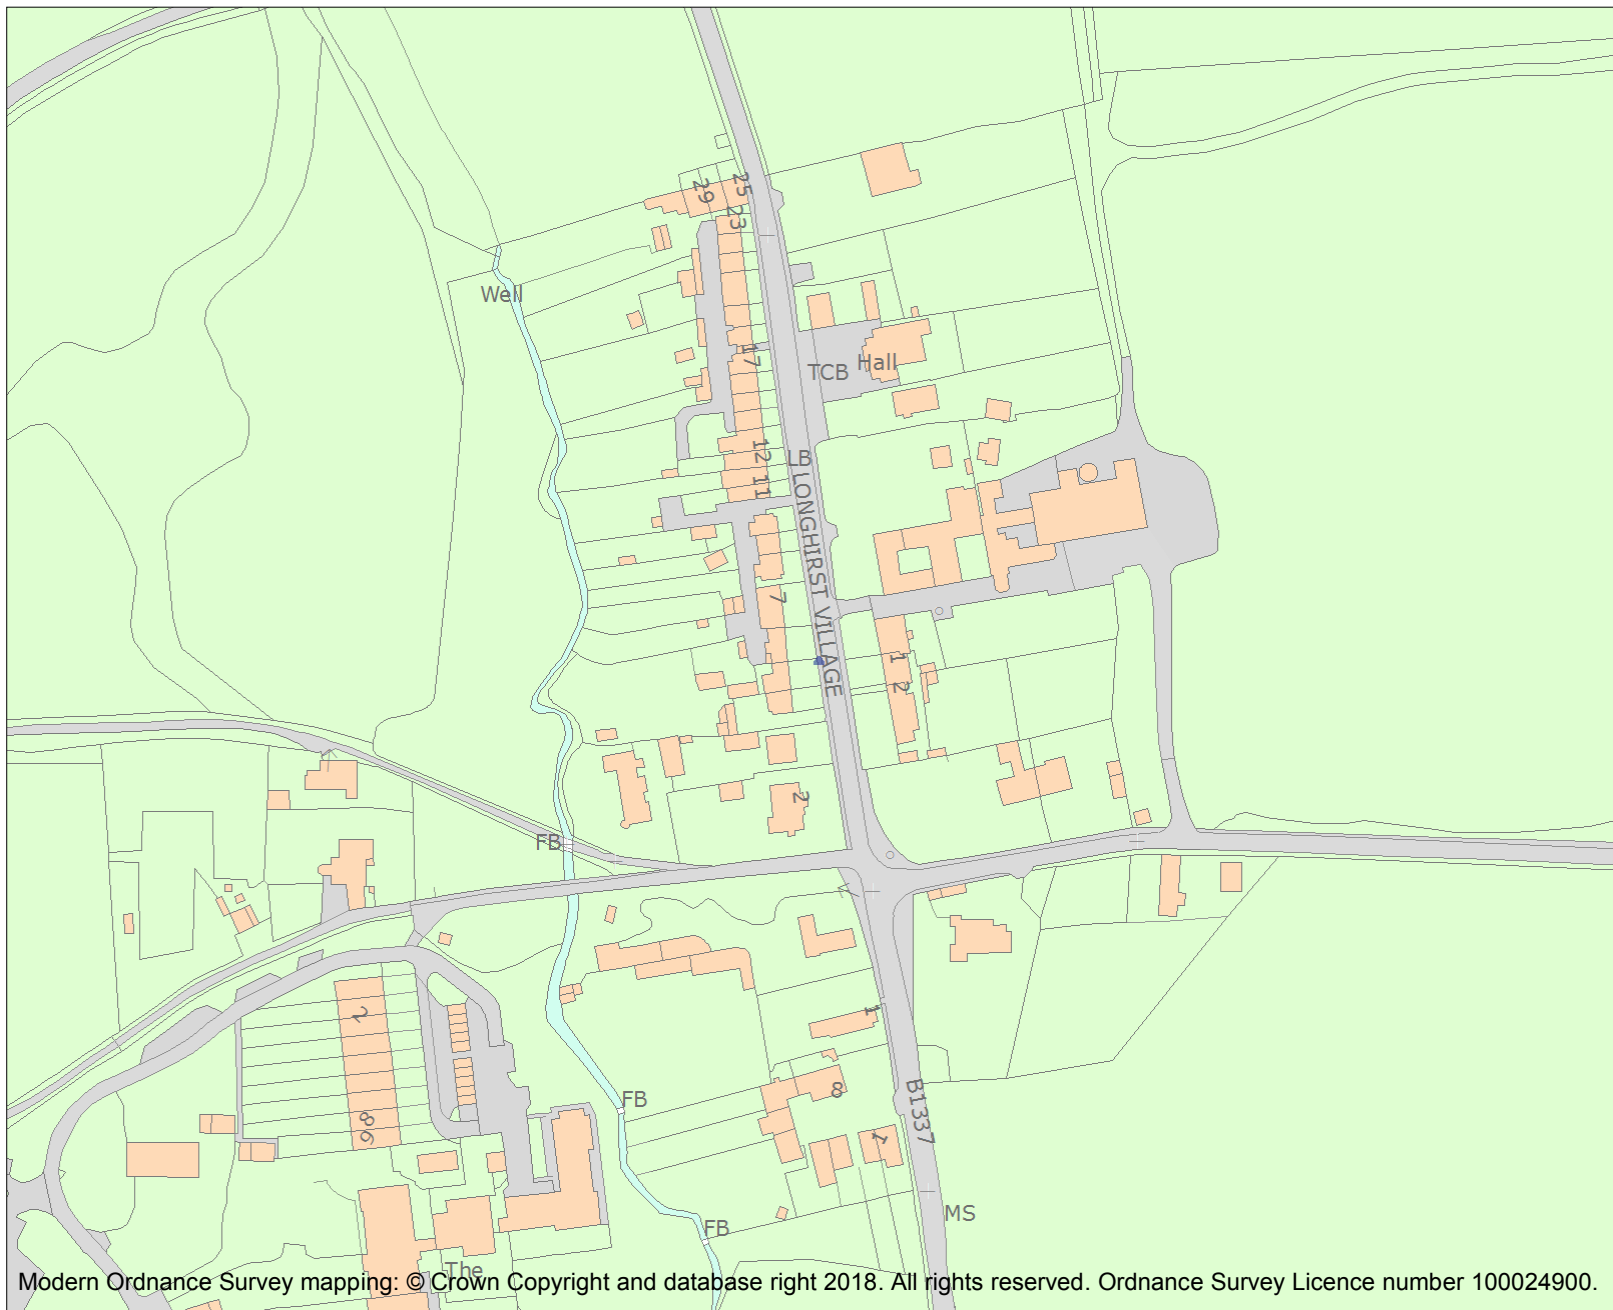 25
29
23
Well
17
TCB
Hall
12
LB
11
LONGHIRST VILLAGE
7
1
2
2
FB
1
2
FB
8
B1337
8
9
1
MS
FB
The
Modern Ordnance Survey mapping: © Crown Copyright and database right 2018. All rights reserved. Ordnance Survey Licence number 100024900.